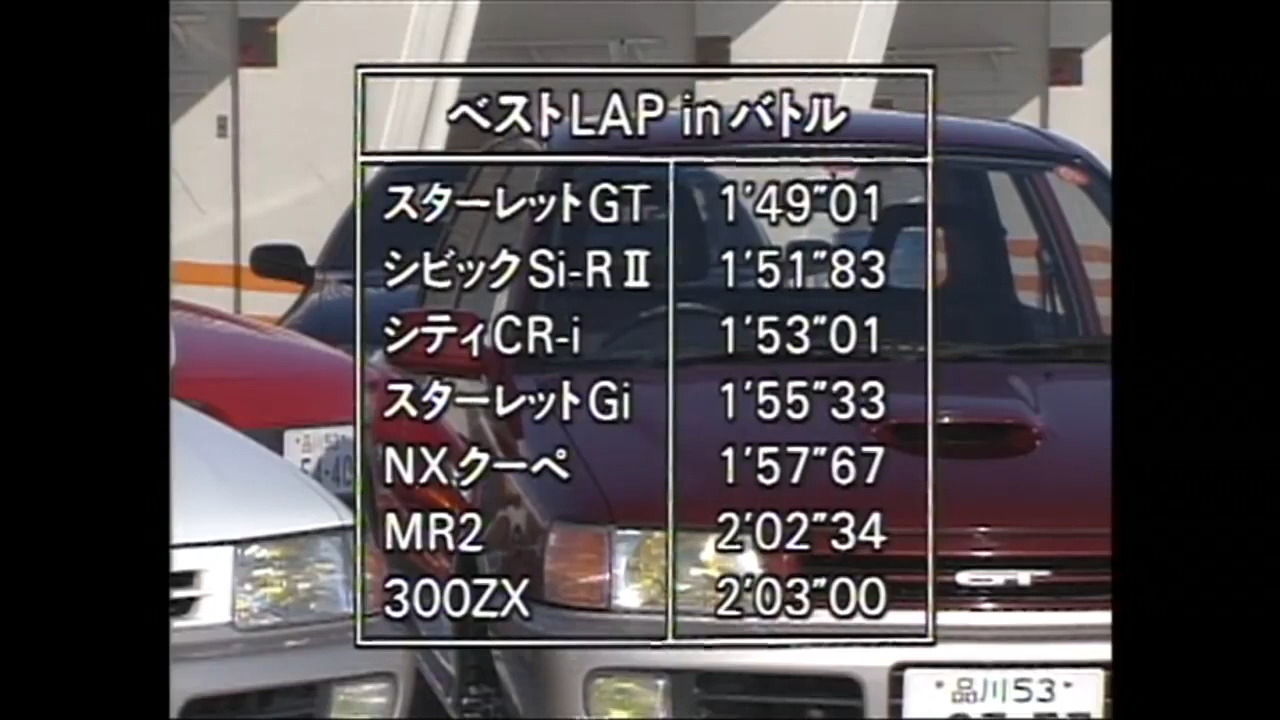 ベストLAP inバトル
スターレットGT 1'49"01
シビックSi-RⅡ 1'51"83
シティCR-i 1'53"01
スターレットGi 1'55"33
NXクーペ 1'57"67
MR2 2'02"34
300ZX 2'03"00
GT
品川53